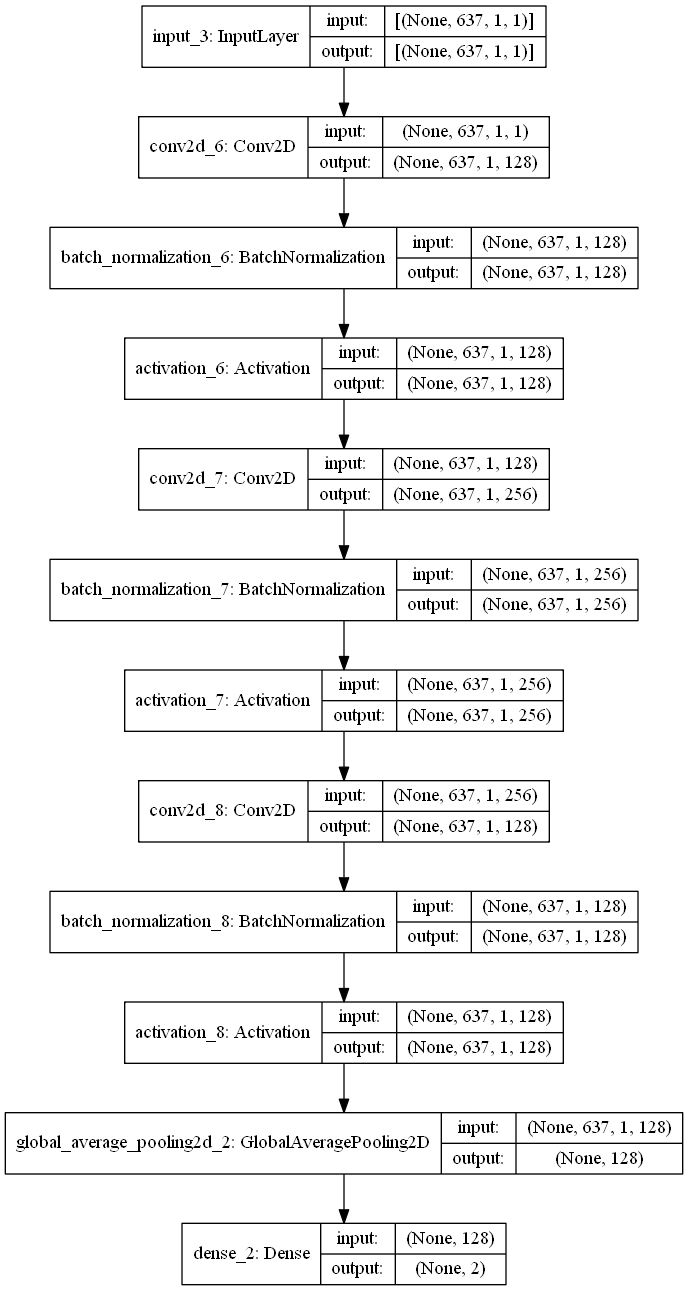 input_3: InputLayer
input: [(None, 637, 1, 1)]
output: [(None, 637, 1, 1)]
conv2d_6: Conv2D
input: (None, 637, 1, 1)
output: (None, 637, 1, 128)
batch_normalization_6: BatchNormalization
input: (None, 637, 1, 128)
output: (None, 637, 1, 128)
activation_6: Activation
input: (None, 637, 1, 128)
output: (None, 637, 1, 128)
conv2d_7: Conv2D
input: (None, 637, 1, 128)
output: (None, 637, 1, 256)
batch_normalization_7: BatchNormalization
input: (None, 637, 1, 256)
output: (None, 637, 1, 256)
activation_7: Activation
input: (None, 637, 1, 256)
output: (None, 637, 1, 256)
conv2d_8: Conv2D
input: (None, 637, 1, 256)
output: (None, 637, 1, 128)
batch_normalization_8: BatchNormalization
input: (None, 637, 1, 128)
output: (None, 637, 1, 128)
activation_8: Activation
input: (None, 637, 1, 128)
output: (None, 637, 1, 128)
global_average_pooling2d_2: GlobalAveragePooling2D
input: (None, 637, 1, 128)
output: (None, 128)
dense_2: Dense
input: (None, 128)
output: (None, 2)